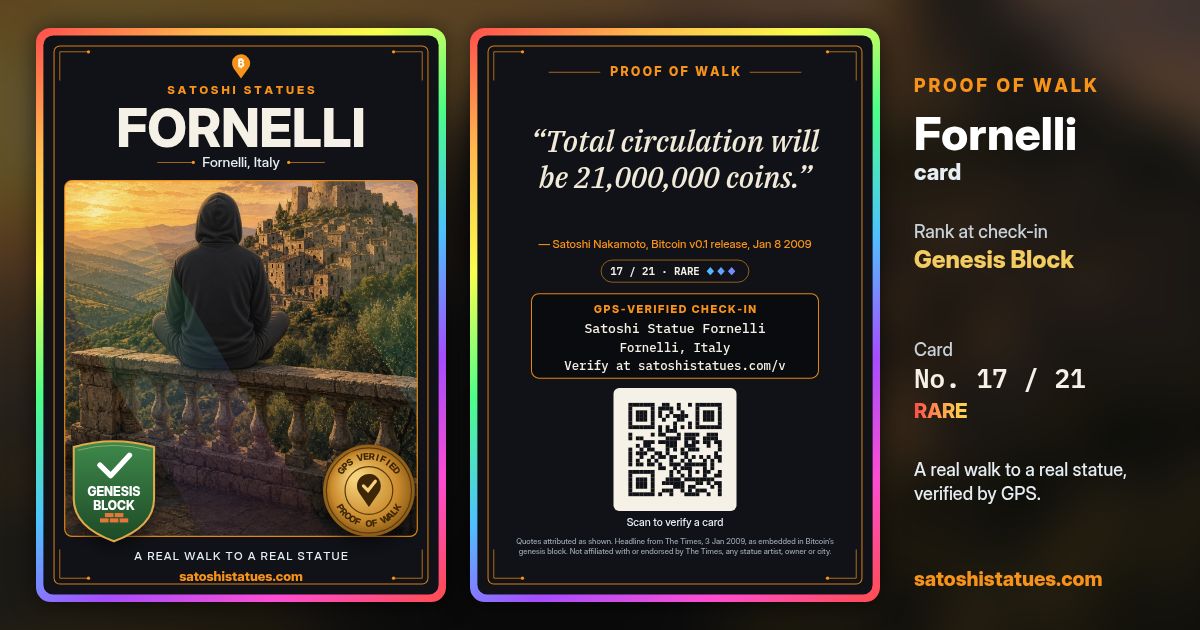 SATOSHI STATUES
FORNELLI
Fornelli, Italy
GENESIS
BLOCK
GPS VERIFIED
PROOF OF WALK
A REAL WALK TO A REAL STATUE
satoshistatues.com
PROOF OF WALK
“Total circulation will
be 21,000,000 coins.”
— Satoshi Nakamoto, Bitcoin v0.1 release, Jan 8 2009
17 / 21 · RARE
GPS-VERIFIED CHECK-IN
Satoshi Statue Fornelli
Fornelli, Italy
Verify at satoshistatues.com/v
Scan to verify a card
Quotes attributed as shown. Headline from The Times, 3 Jan 2009, as embedded in Bitcoin's
genesis block. Not affiliated with or endorsed by The Times, any statue artist, owner or city.
PROOF OF WALK
Fornelli
card
Rank at check-in
Genesis Block
Card
No. 17 / 21
RARE
A real walk to a real statue,
verified by GPS.
satoshistatues.com